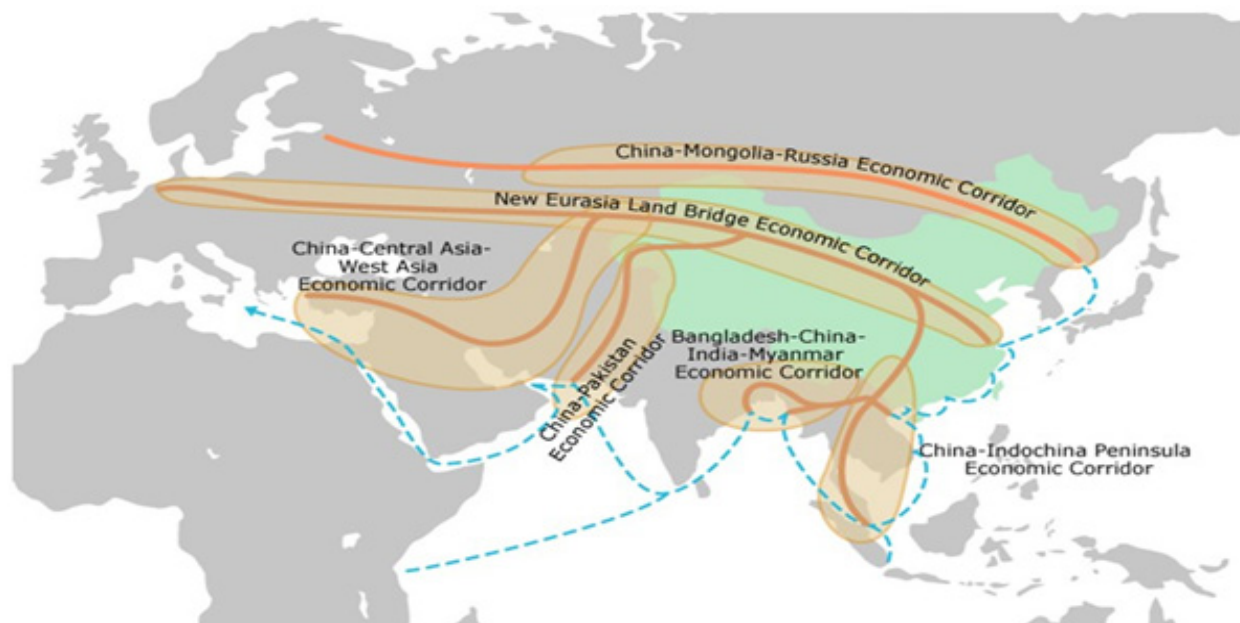 China-Mongolia-Russia Economic Corridor
New Eurasia Land Bridge Economic Corridor
China-Central Asia-
West Asia
Economic Corridor
China-Pakistan
Economic Corridor
Bangladesh-China-
India-Myanmar
Economic Corridor
China-Indochina Peninsula
Economic Corridor